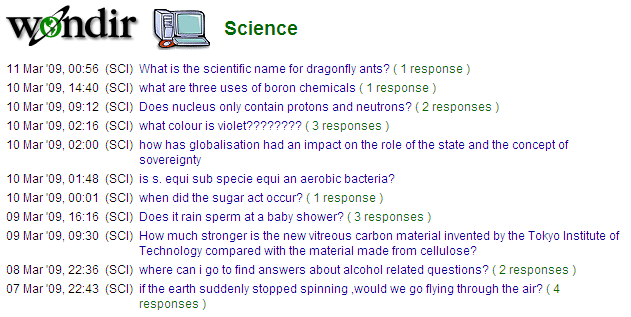 wondir Science
11 Mar '09, 00:56 (SCI) What is the scientific name for dragonfly ants? ( 1 response )
10 Mar '09, 14:40 (SCI) what are three uses of boron chemicals ( 1 response )
10 Mar '09, 09:12 (SCI) Does nucleus only contain protons and neutrons? ( 2 responses )
10 Mar '09, 02:16 (SCI) what colour is violet???????? ( 3 responses )
10 Mar '09, 02:00 (SCI) how has globalisation had an impact on the role of the state and the concept of
sovereignty
10 Mar '09, 01:48 (SCI) is s. equi sub specie equi an aerobic bacteria?
10 Mar '09, 00:01 (SCI) when did the sugar act occur? ( 1 response )
09 Mar '09, 16:16 (SCI) Does it rain sperm at a baby shower? ( 3 responses )
09 Mar '09, 09:30 (SCI) How much stronger is the new vitreous carbon material invented by the Tokyo Institute of
Technology compared with the material made from cellulose?
08 Mar '09, 22:36 (SCI) where can i go to find answers about alcohol related questions? ( 2 responses )
07 Mar '09, 22:43 (SCI) if the earth suddenly stopped spinning ,would we go flying through the air? ( 4
responses )